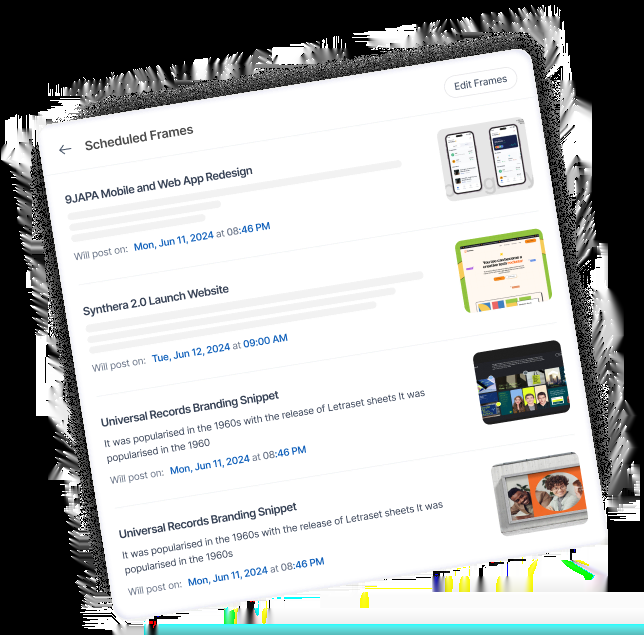 Edit Frames
← Scheduled Frames
9JAPA Mobile and Web App Redesign
Will post on: Mon, Jun 11, 2024 at 08:46 PM
Synthera 2.0 Launch Website
Will post on: Tue, Jun 12, 2024 at 09:00 AM
Universal Records Branding Snippet
It was popularised in the 1960s with the release of Letraset sheets It was
popularised in the 1960
Will post on: Mon, Jun 11, 2024 at 08:46 PM
Universal Records Branding Snippet
It was popularised in the 1960s with the release of Letraset sheets It was
popularised in the 1960s
Will post on: Mon, Jun 11, 2024 at 08:46 PM